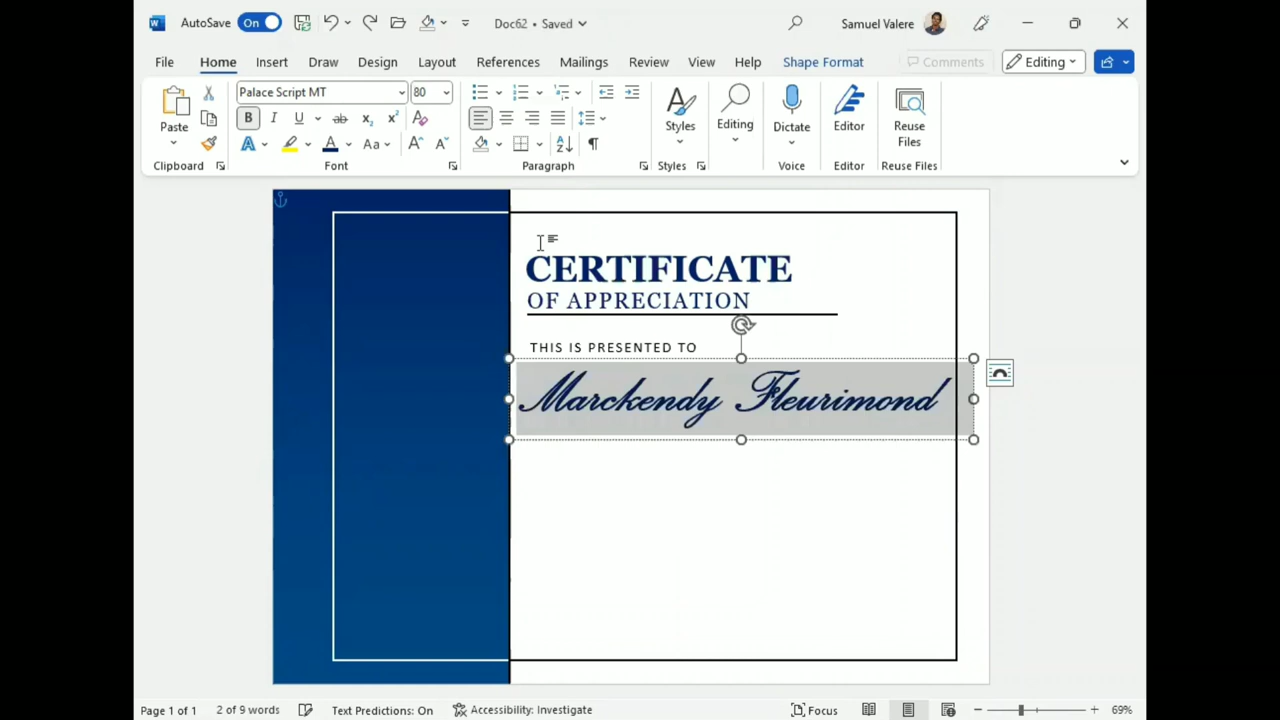 AutoSave On Doc62 • Saved Samuel Valere
File Home Insert Draw Design Layout References Mailings Review View Help Shape Format Comments Editing
Palace Script MT 80
Paste Styles Editing Dictate Editor Reuse Files
Clipboard Font Paragraph Styles Voice Editor Reuse Files
CERTIFICATE
OF APPRECIATION
THIS IS PRESENTED TO
Marckendy Fleurimond
Page 1 of 1 2 of 9 words Text Predictions: On Accessibility: Investigate Focus 69%